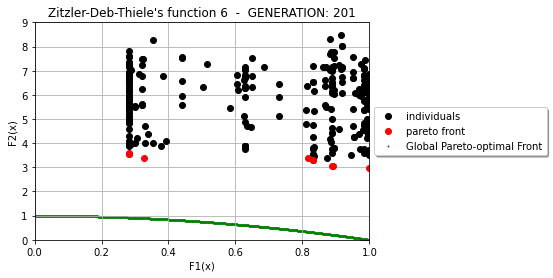 Zitzler-Deb-Thiele's function 6 - GENERATION: 201
9
8
7
6
5
4
3
2
1
0
F2(x)
0.0 0.2 0.4 0.6 0.8 1.0
F1(x)
individuals
pareto front
Global Pareto-optimal Front